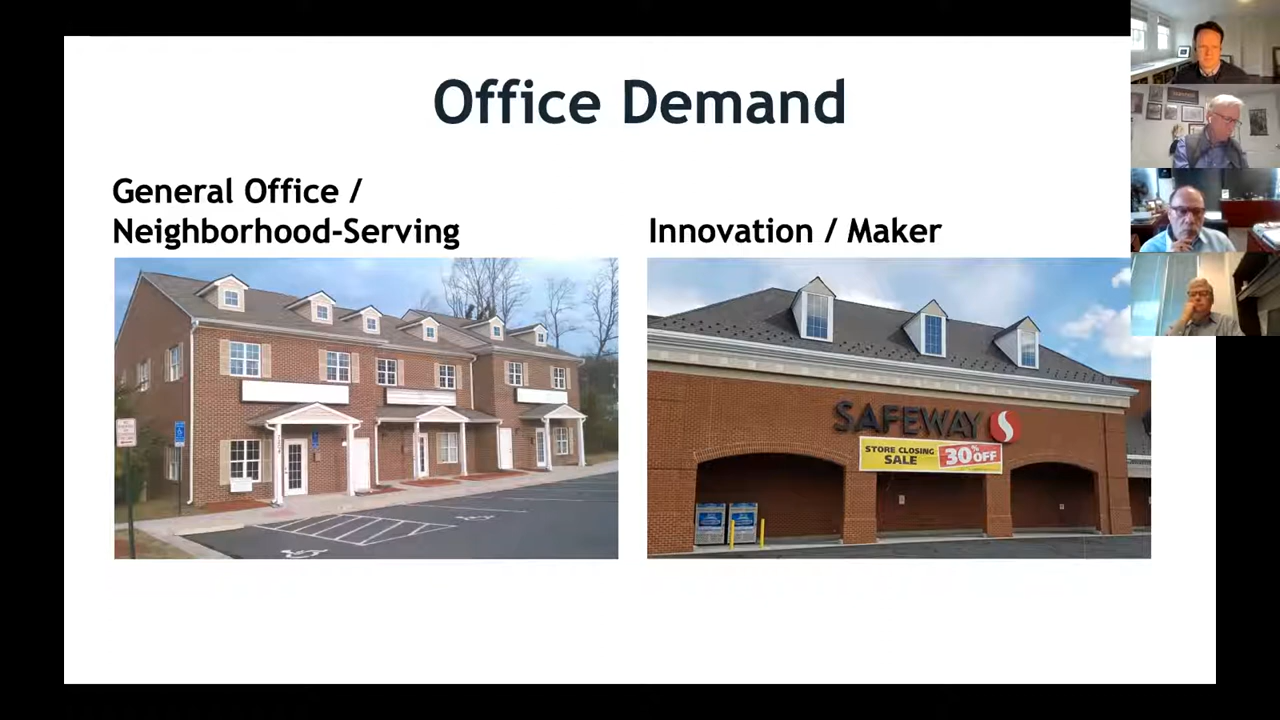 Office Demand
General Office /
Neighborhood-Serving
Innovation / Maker
SAFEWAY
STORE CLOSING
SALE
30% OFF